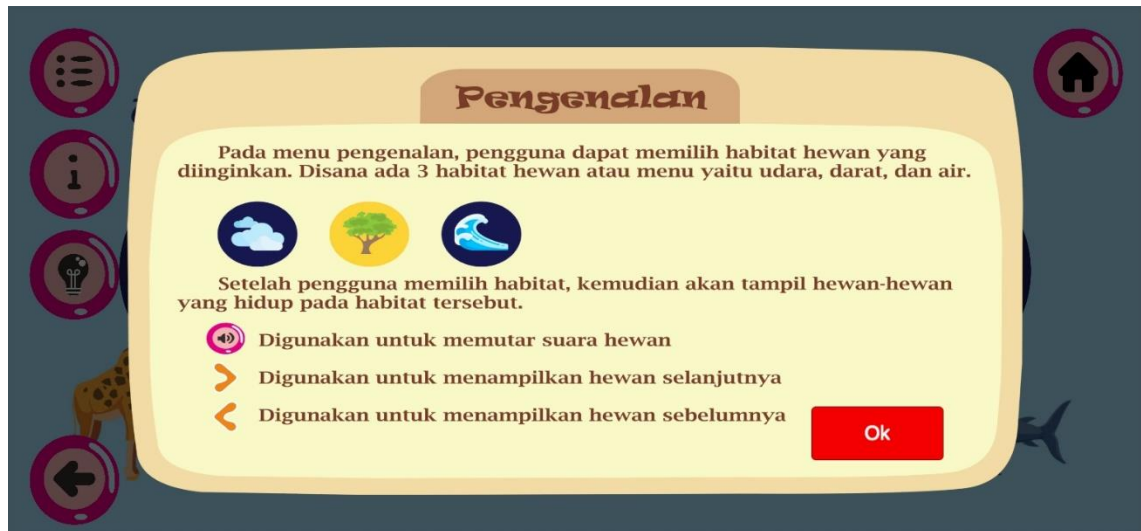 Pengenalan
Pada menu pengenalan, pengguna dapat memilih habitat hewan yang
diinginkan. Disana ada 3 habitat hewan atau menu yaitu udara, darat, dan air.
Setelah pengguna memilih habitat, kemudian akan tampil hewan-hewan
yang hidup pada habitat tersebut.
Digunakan untuk memutar suara hewan
Digunakan untuk menampilkan hewan selanjutnya
Digunakan untuk menampilkan hewan sebelumnya
Ok